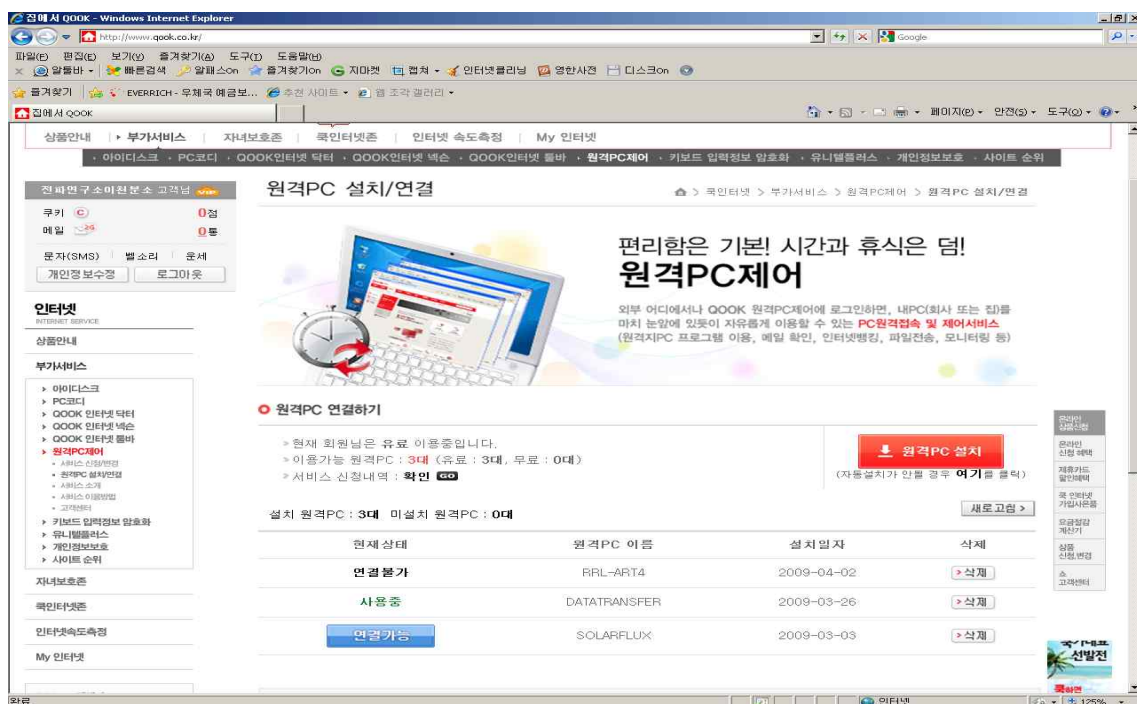 집에서 QOOK - Windows Internet Explorer
http://www.qook.co.kr/
Google
파일(F) 편집(E) 보기(V) 즐겨찾기(A) 도구(T) 도움말(H)
알툴바 빠른검색 알패스on 즐겨찾기on 지마켓 캡쳐 인터넷클리닝 영한사전 디스크on
즐겨찾기 EVERRICH - 우체국 예금보... 추천 사이트 웹 조각 갤러리
집에서 QOOK
페이지(P) 안전(S) 도구(O)
상품안내 부가서비스 자녀보호존 쿡인터넷존 인터넷 속도측정 My 인터넷
아이디스크 PC코디 QOOK인터넷 닥터 QOOK인터넷 넥슨 QOOK인터넷 툴바 원격PC제어 키보드 입력정보 암호화 유니텔플러스 개인정보보호 사이트 순위
전파연구소이천분소 고객님
쿠키 0점
메일 0통
문자(SMS) 벨소리 운세
개인정보수정 로그아웃
인터넷
INTERNET SERVICE
상품안내
부가서비스
아이디스크
PC코디
QOOK 인터넷 닥터
QOOK 인터넷 넥슨
QOOK 인터넷 툴바
원격PC제어
서비스 신청/변경
원격PC 설치/연결
서비스 소개
서비스 이용방법
고객센터
키보드 입력정보 암호화
유니텔플러스
개인정보보호
사이트 순위
자녀보호존
쿡인터넷존
인터넷속도측정
My 인터넷
원격PC 설치/연결
> 쿡인터넷 > 부가서비스 > 원격PC제어 > 원격PC 설치/연결
편리함은 기본! 시간과 휴식은 덤!
원격PC제어
외부 어디에서나 QOOK 원격PC제어에 로그인하면, 내PC(회사 또는 집)를
마치 눈앞에 있듯이 자유롭게 이용할 수 있는 PC원격접속 및 제어서비스
(원격지PC 프로그램 이용, 메일 확인, 인터넷뱅킹, 파일전송, 모니터링 등)
원격PC 연결하기
현재 회원님은 유료 이용중입니다.
이용가능 원격PC : 3대 (유료 : 3대, 무료 : 0대)
서비스 신청내역 : 확인 GO
원격PC 설치
(자동설치가 안될 경우 여기를 클릭)
설치 원격PC : 3대 미설치 원격PC : 0대
새로고침 >
현재상태 원격PC 이름 설치일자 삭제
연결불가 RRL-ART4 2009-04-02 삭제
사용중 DATATRANSFER 2009-03-26 삭제
연결가능 SOLARFLUX 2009-03-03 삭제
온라인
상품신청
온라인
신청 혜택
제휴카드
할인혜택
쿡 인터넷
가입사은품
요금절감
계산기
상품
신청.변경
쇼
고객센터
국가대표
선발전
쿡하면
완료
인터넷
125%